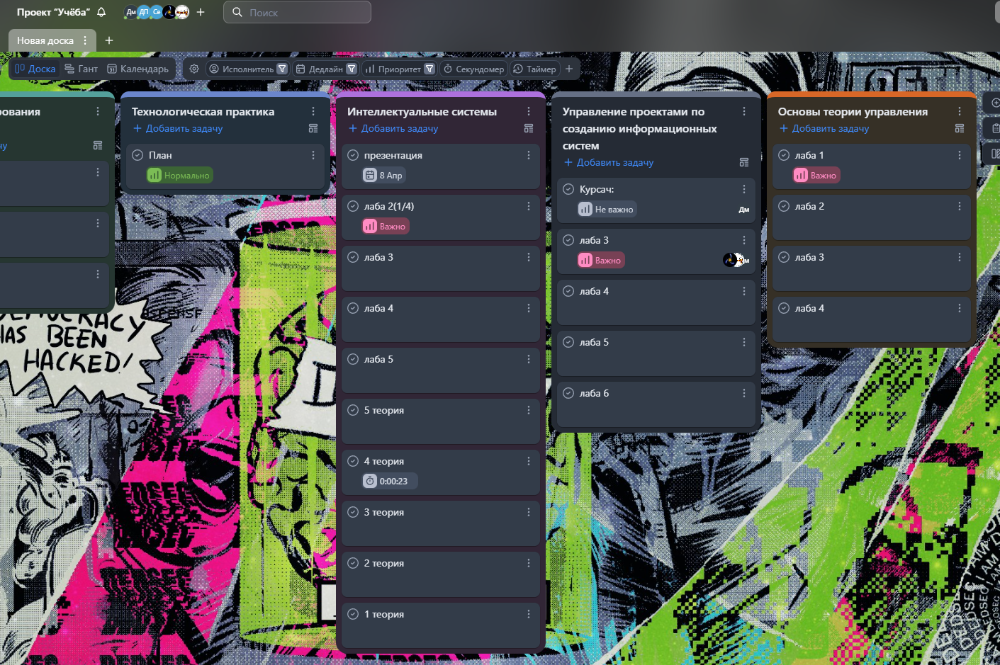 Проект “Учёба”
Дм ДП Се
Поиск
Новая доска
Доска Гант Календарь
Исполнитель Дедлайн Приоритет Секундомер Таймер
Технологическая практика
Добавить задачу
План
Нормально
Интеллектуальные системы
Добавить задачу
презентация
8 Апр
лаба 2(1/4)
Важно
лаба 3
лаба 4
лаба 5
5 теория
4 теория
0:00:23
3 теория
2 теория
1 теория
Управление проектами по
созданию информационных
систем
Добавить задачу
Курсач:
Не важно
Дм
лаба 3
Важно
лаба 4
лаба 5
лаба 6
Основы теории управления
Добавить задачу
лаба 1
Важно
лаба 2
лаба 3
лаба 4
DEMOCRACY
HAS BEEN
HACKED!